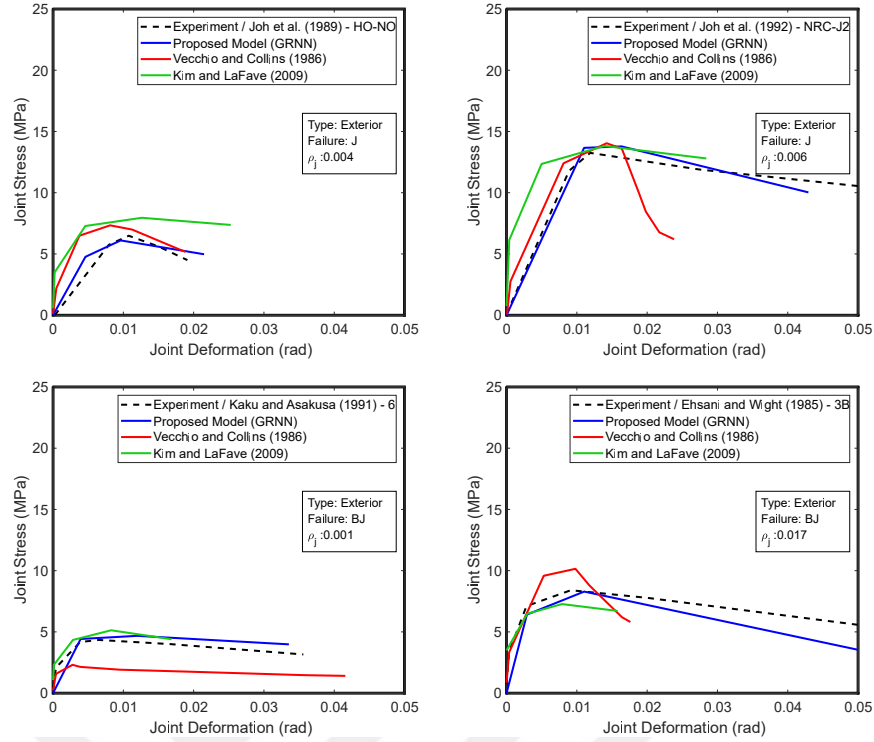 25
20
15
10
5
0
Joint Stress (MPa)
Experiment / Joh et al. (1989) - HO-NO
Proposed Model (GRNN)
Vecchio and Collins (1986)
Kim and LaFave (2009)
Type: Exterior
Failure: J
ρj :0.004
0 0.01 0.02 0.03 0.04 0.05
Joint Deformation (rad)
25
20
15
10
5
0
Joint Stress (MPa)
Experiment / Joh et al. (1992) - NRC-J2
Proposed Model (GRNN)
Vecchio and Collins (1986)
Kim and LaFave (2009)
Type: Exterior
Failure: J
ρj :0.006
0 0.01 0.02 0.03 0.04 0.05
Joint Deformation (rad)
25
20
15
10
5
0
Joint Stress (MPa)
Experiment / Kaku and Asakusa (1991) - 6
Proposed Model (GRNN)
Vecchio and Collins (1986)
Kim and LaFave (2009)
Type: Exterior
Failure: BJ
ρj :0.001
0 0.01 0.02 0.03 0.04 0.05
Joint Deformation (rad)
25
20
15
10
5
0
Joint Stress (MPa)
Experiment / Ehsani and Wight (1985) - 3B
Proposed Model (GRNN)
Vecchio and Collins (1986)
Kim and LaFave (2009)
Type: Exterior
Failure: BJ
ρj :0.017
0 0.01 0.02 0.03 0.04 0.05
Joint Deformation (rad)